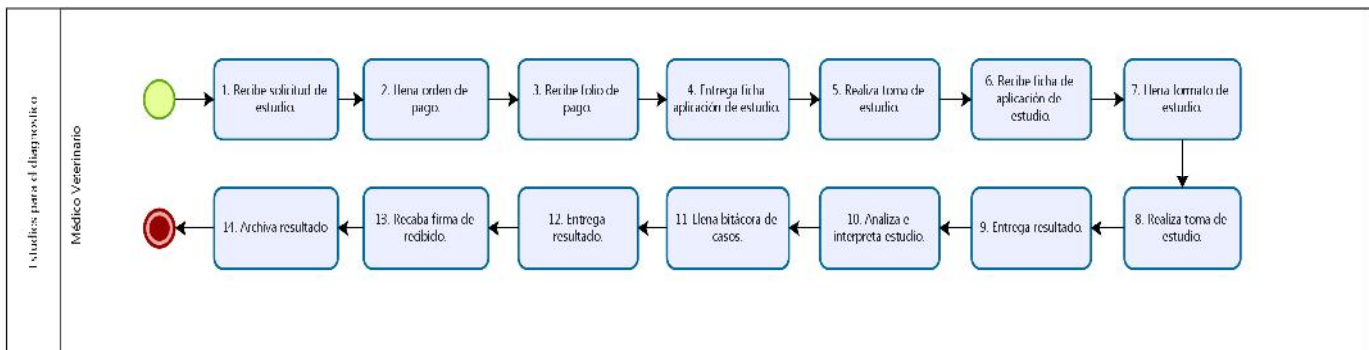 Estudios para el diagnostico
Médico Veterinario
1. Recibe solicitud de
estudio.
2. llena orden de
pago.
3. Recibe folio de
pago.
4. Entrega ficha
aplicación de estudio.
5. Realiza toma de
estudio.
6. Recibe ficha de
aplicación de
estudio.
7. llena formato de
estudio.
8. Realiza toma de
estudio.
9. Entrega resultado.
10. Analiza e
interpreta estudio.
11 Llena bitácora de
casos.
12. Entrega
resultado.
13. Recaba firma de
recibido.
14. Archiva resultado